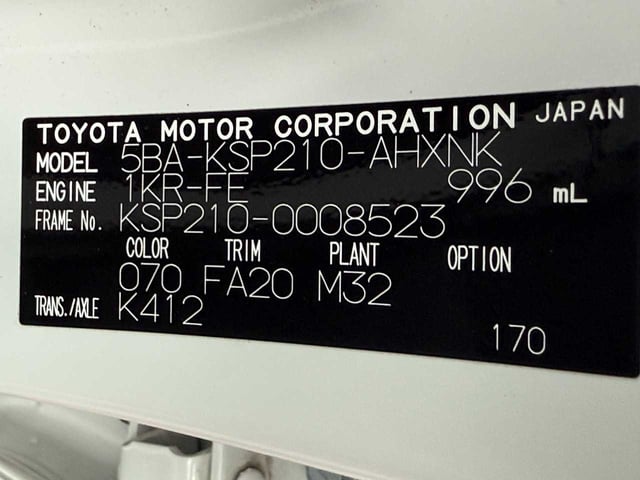 TOYOTA MOTOR CORPORATION JAPAN
MODEL 5BA-KSP210-AHXNK
ENGINE 1KR-FE 996 mL
FRAME No. KSP210-0008523
COLOR TRIM PLANT OPTION
070 FA20 M32
TRANS./AXLE K412
170